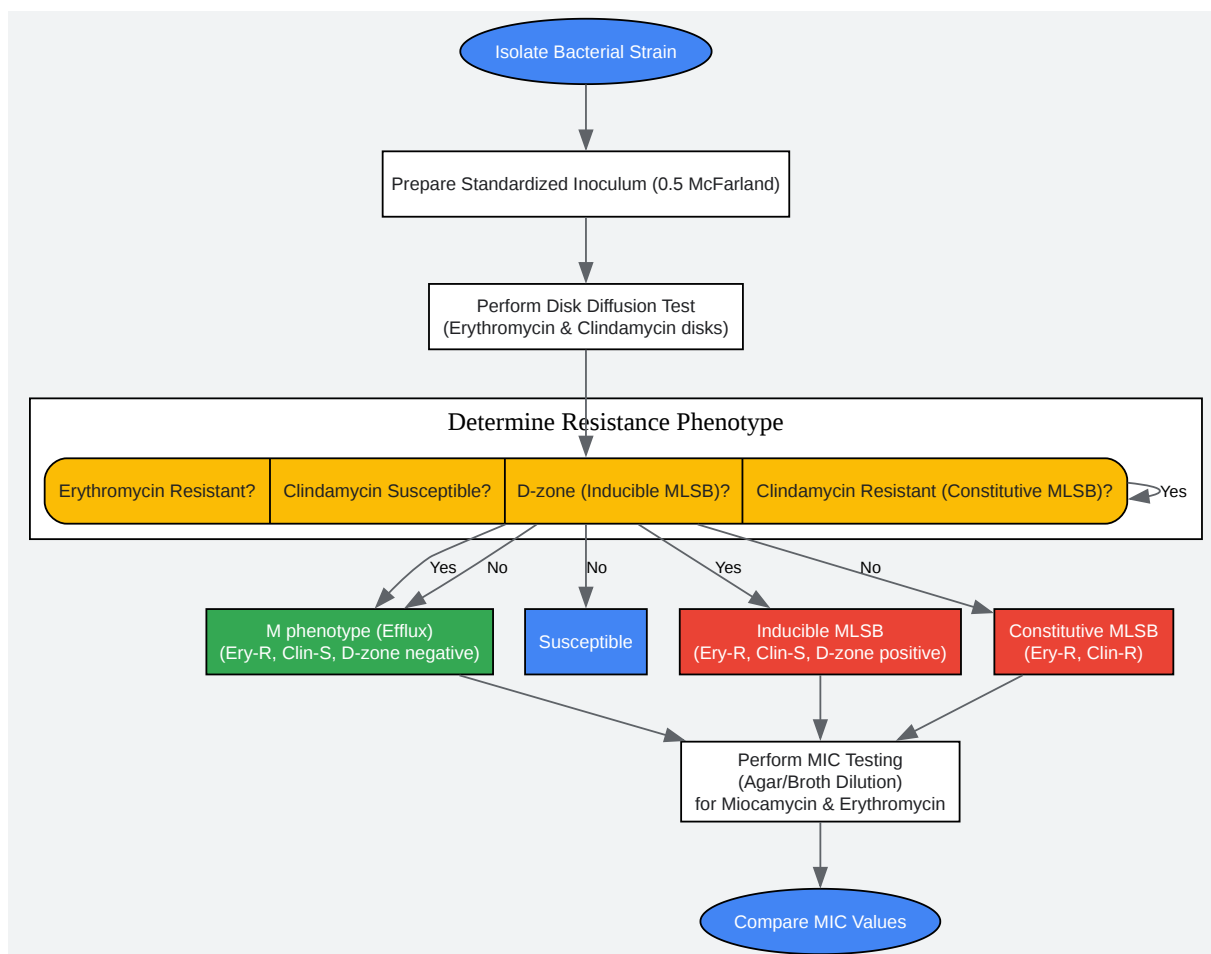 Isolate Bacterial Strain
Prepare Standardized Inoculum (0.5 McFarland)
Perform Disk Diffusion Test
(Erythromycin & Clindamycin disks)
Determine Resistance Phenotype
Erythromycin Resistant?
Clindamycin Susceptible?
D-zone (Inducible MLSB)?
Clindamycin Resistant (Constitutive MLSB)?
Yes
Yes
No
No
Yes
No
M phenotype (Efflux)
(Ery-R, Clin-S, D-zone negative)
Susceptible
Inducible MLSB
(Ery-R, Clin-S, D-zone positive)
Constitutive MLSB
(Ery-R, Clin-R)
Perform MIC Testing
(Agar/Broth Dilution)
for Miocamycin & Erythromycin
Compare MIC Values